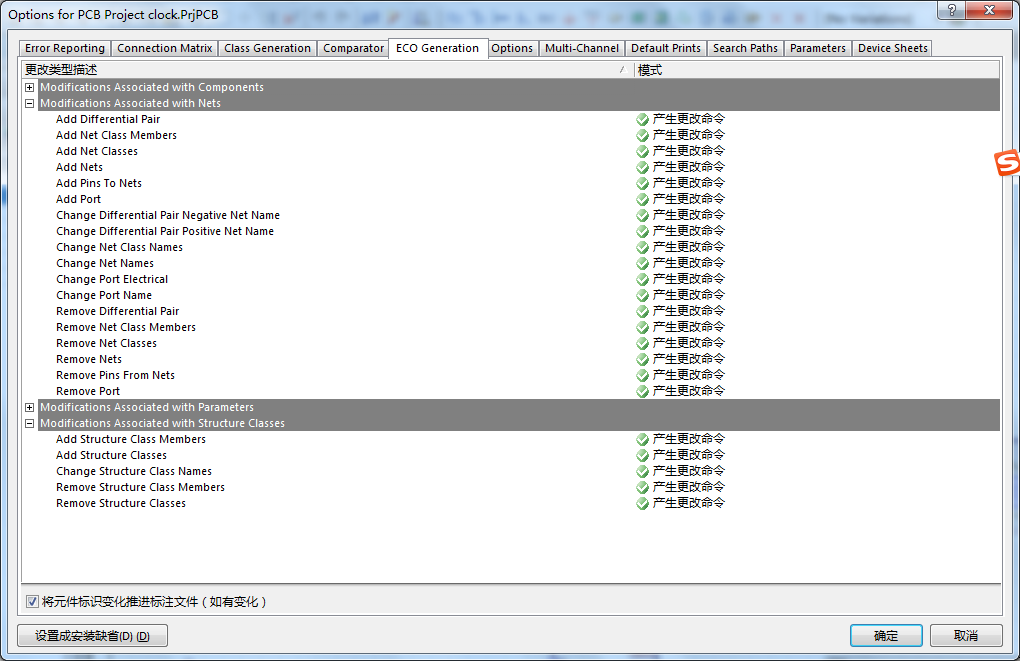 Options for PCB Project clock.PrjPCB
Error Reporting Connection Matrix Class Generation Comparator ECO Generation Options Multi-Channel Default Prints Search Paths Parameters Device Sheets
更改类型描述 模式
Modifications Associated with Components
Modifications Associated with Nets
Add Differential Pair 产生更改命令
Add Net Class Members 产生更改命令
Add Net Classes 产生更改命令
Add Nets 产生更改命令
Add Pins To Nets 产生更改命令
Add Port 产生更改命令
Change Differential Pair Negative Net Name 产生更改命令
Change Differential Pair Positive Net Name 产生更改命令
Change Net Class Names 产生更改命令
Change Net Names 产生更改命令
Change Port Electrical 产生更改命令
Change Port Name 产生更改命令
Remove Differential Pair 产生更改命令
Remove Net Class Members 产生更改命令
Remove Net Classes 产生更改命令
Remove Nets 产生更改命令
Remove Pins From Nets 产生更改命令
Remove Port 产生更改命令
Modifications Associated with Parameters
Modifications Associated with Structure Classes
Add Structure Class Members 产生更改命令
Add Structure Classes 产生更改命令
Change Structure Class Names 产生更改命令
Remove Structure Class Members 产生更改命令
Remove Structure Classes 产生更改命令
将元件标识变化推进标注文件（如有变化）
设置成安装缺省(D) (D) 确定 取消